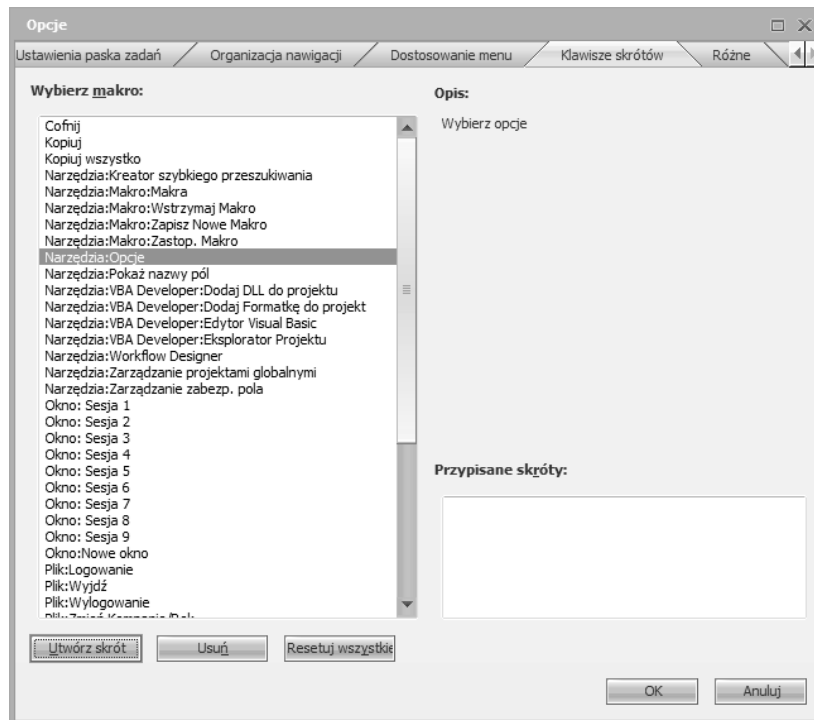 Opcje
Ustawienia paska zadań Organizacja nawigacji Dostosowanie menu Klawisze skrótów Różne
Wybierz makro:
Cofnij
Kopiuj
Kopiuj wszystko
Narzędzia:Kreator szybkiego przeszukiwania
Narzędzia:Makro:Makra
Narzędzia:Makro:Wstrzymaj Makro
Narzędzia:Makro:Zapisz Nowe Makro
Narzędzia:Makro:Zastop. Makro
Narzędzia:Opcje
Narzędzia:Pokaż nazwy pól
Narzędzia:VBA Developer:Dodaj DLL do projektu
Narzędzia:VBA Developer:Dodaj Formatkę do projekt
Narzędzia:VBA Developer:Edytor Visual Basic
Narzędzia:VBA Developer:Eksplorator Projektu
Narzędzia:Workflow Designer
Narzędzia:Zarządzanie projektami globalnymi
Narzędzia:Zarządzanie zabezp. pola
Okno: Sesja 1
Okno: Sesja 2
Okno: Sesja 3
Okno: Sesja 4
Okno: Sesja 5
Okno: Sesja 6
Okno: Sesja 7
Okno: Sesja 8
Okno: Sesja 9
Okno:Nowe okno
Plik:Logowanie
Plik:Wyjdź
Plik:Wylogowanie
Opis:
Wybierz opcje
Przypisane skróty:
Utwórz skrót Usuń Resetuj wszystkie
OK Anuluj